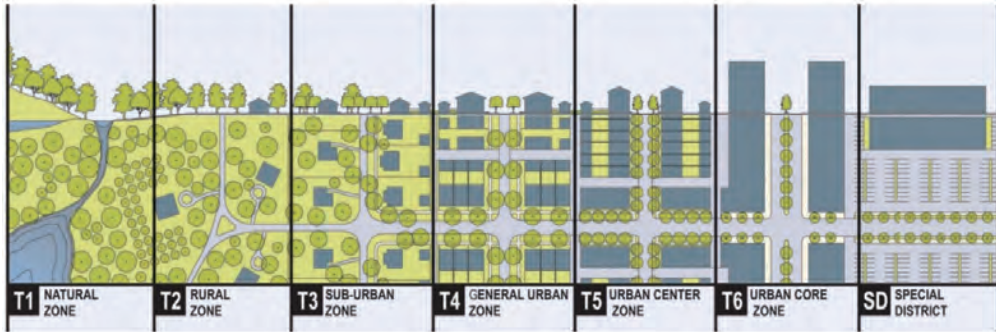 T1 NATURAL
ZONE
T2 RURAL
ZONE
T3 SUB-URBAN
ZONE
T4 GENERAL URBAN
ZONE
T5 URBAN CENTER
ZONE
T6 URBAN CORE
ZONE
SD SPECIAL
DISTRICT